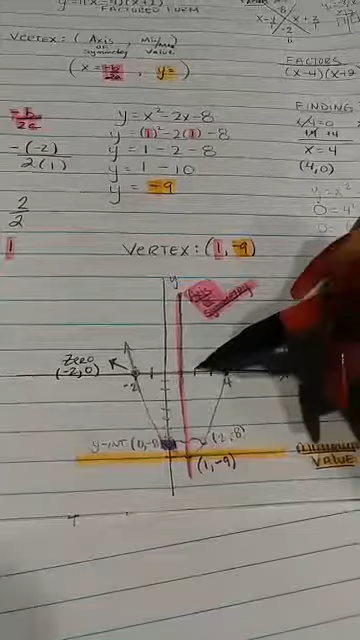 FACTORED FORM
VERTEX: ( Axis of Symmetry , Min/Max Value )
( x = -b/2a , y= )
FACTORS
(x-4)(x+
-b/2a
y = x² - 2x - 8
FINDING
y = (1)² - 2(1) - 8
-(-2)/2(1)
y = 1 - 2 - 8
x = 4
y = 1 - 10
(4,0)
y = -9
2/2
0 = 4
1
VERTEX: (1, -9)
y
Axis of Symmetry
ZERO
(-2,0)
-2
4
y-INT (0,-8)
(2,-8)
(1,-9)
MINIMUM
VALUE